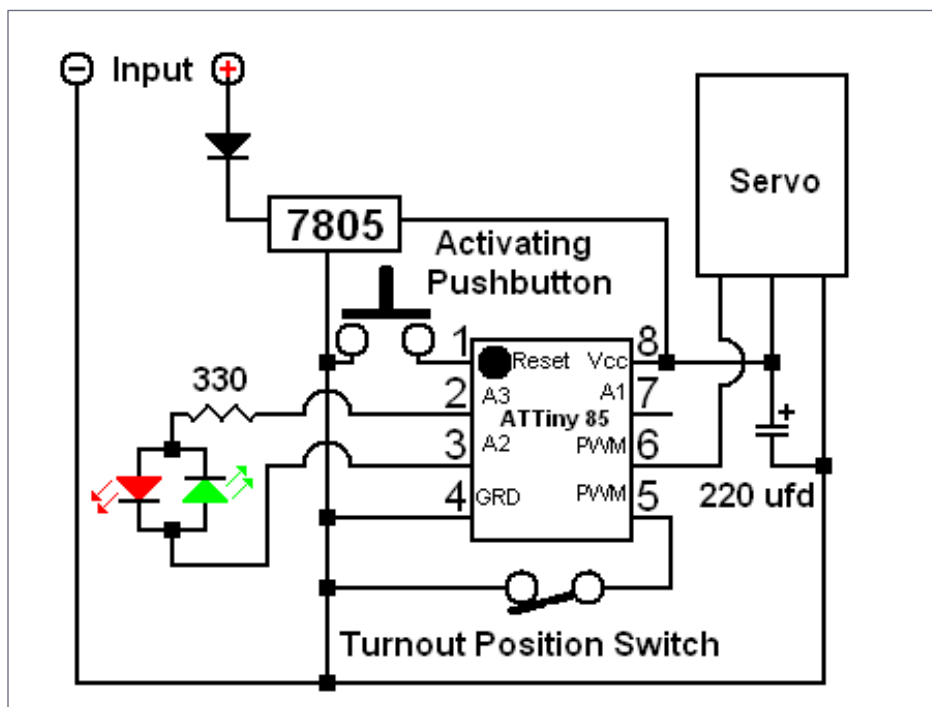 − Input +
Servo
7805
Activating
Pushbutton
1 Reset Vcc 8
330
2 A3 A1 7
ATTiny 85
3 A2 PWM 6
4 GRD PWM 5
+
220 ufd
Turnout Position Switch